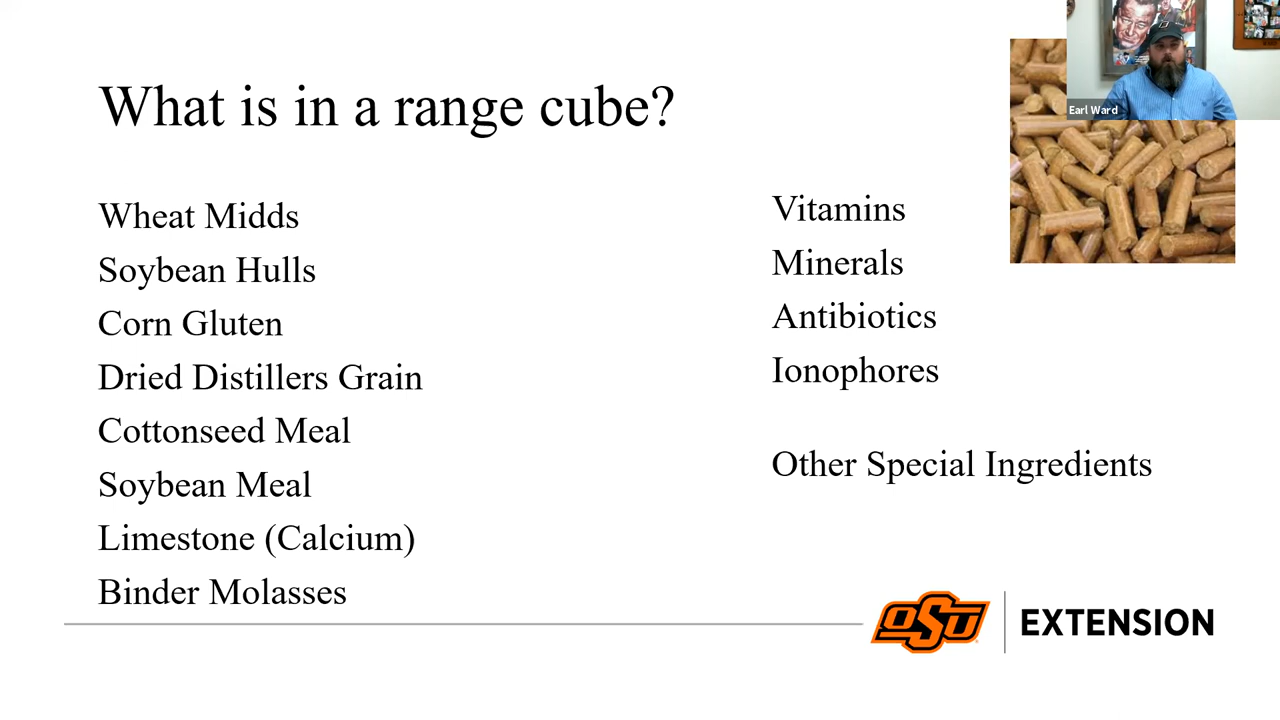 What is in a range cube?
Earl Ward
Wheat Midds
Soybean Hulls
Corn Gluten
Dried Distillers Grain
Cottonseed Meal
Soybean Meal
Limestone (Calcium)
Binder Molasses
Vitamins
Minerals
Antibiotics
Ionophores
Other Special Ingredients
OSU EXTENSION